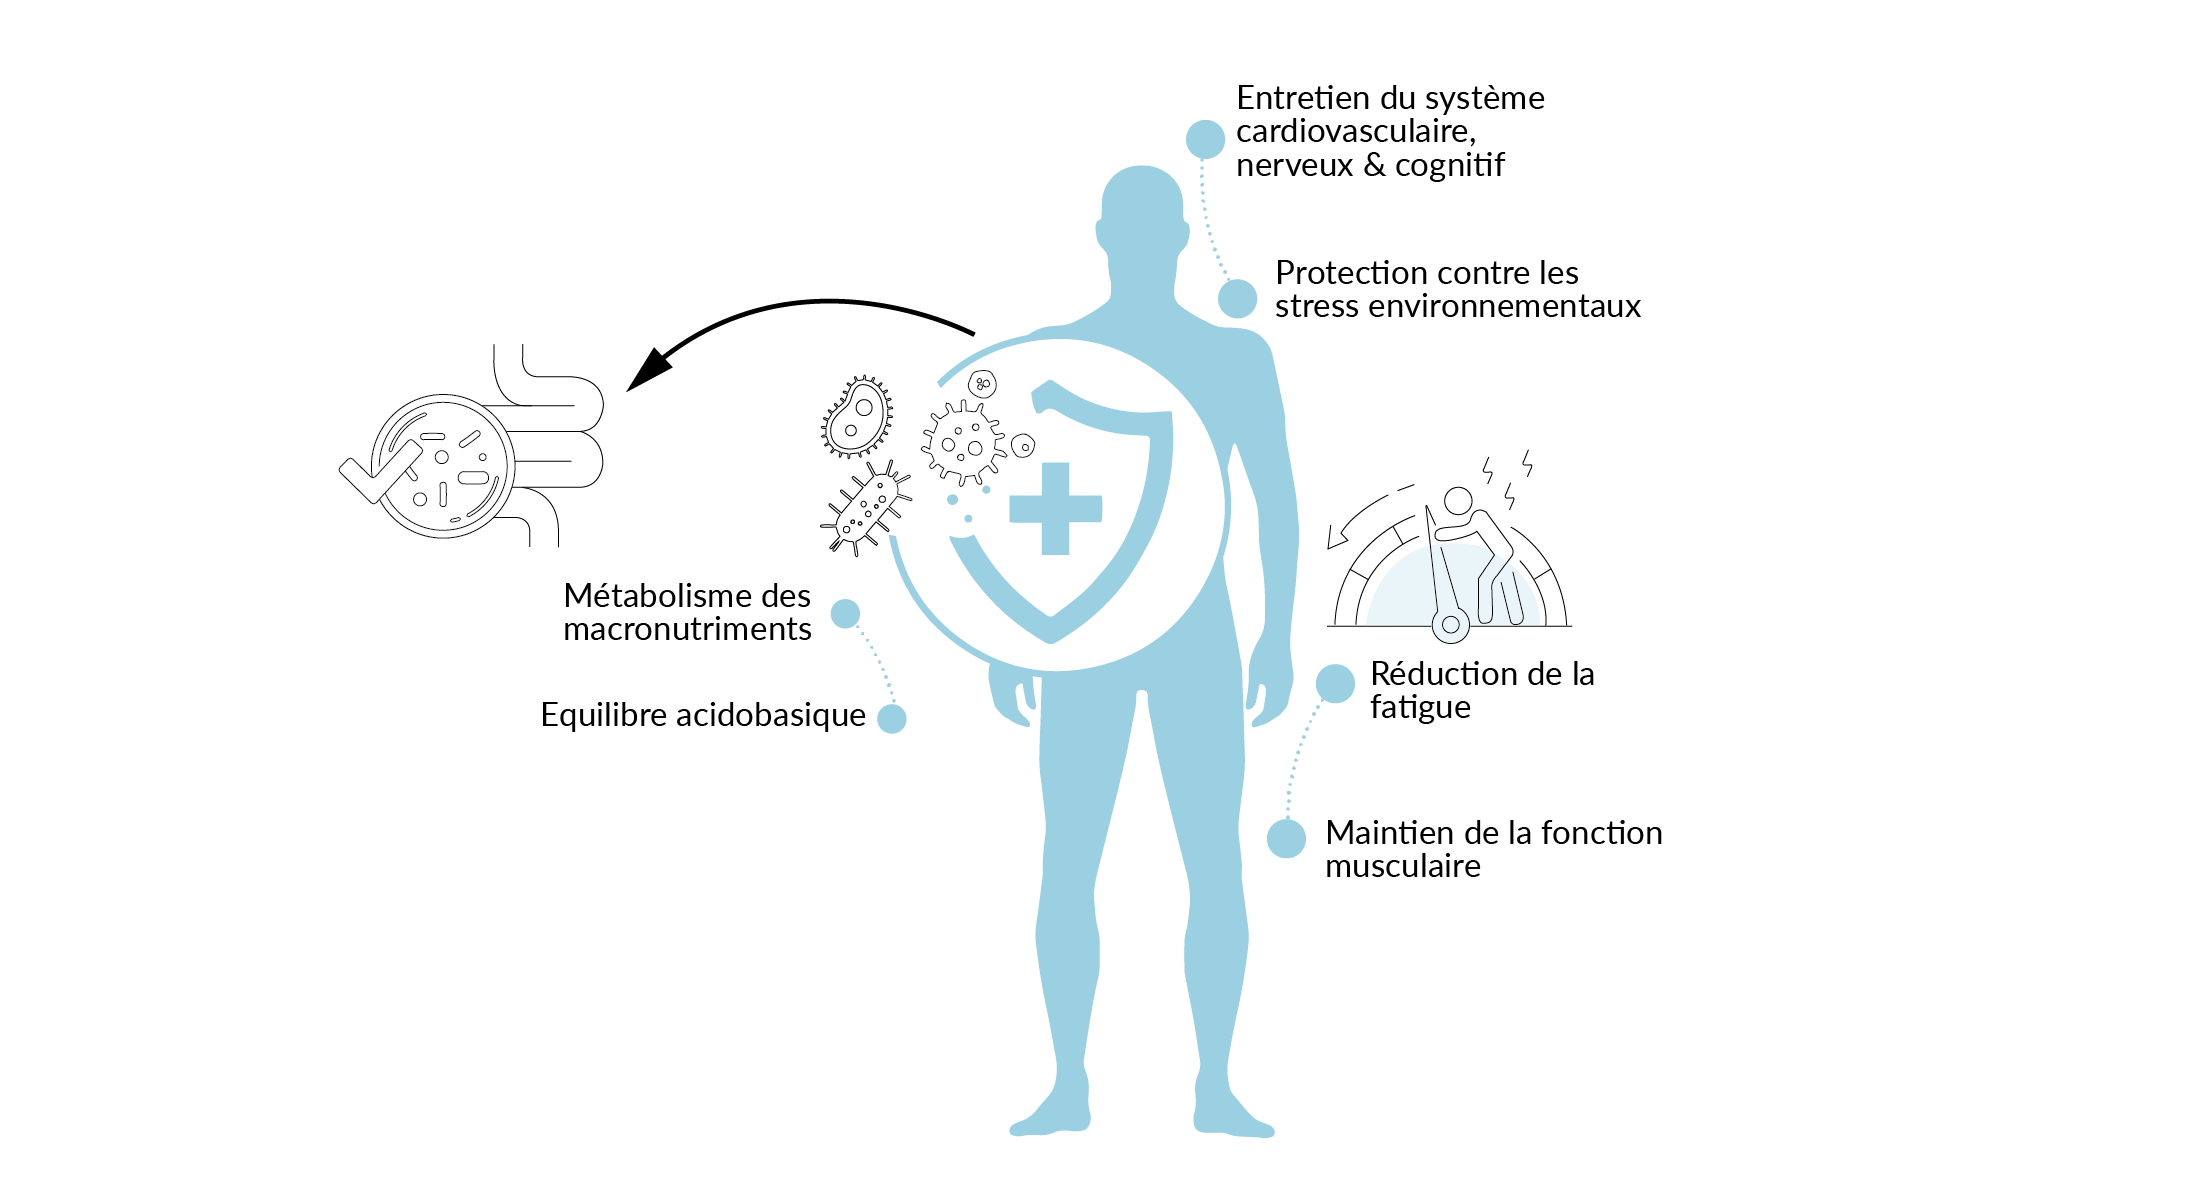 Entretien du système
cardiovasculaire,
nerveux & cognitif
Protection contre les
stress environnementaux
Métabolisme des
macronutriments
Equilibre acidobasique
Réduction de la
fatigue
Maintien de la fonction
musculaire